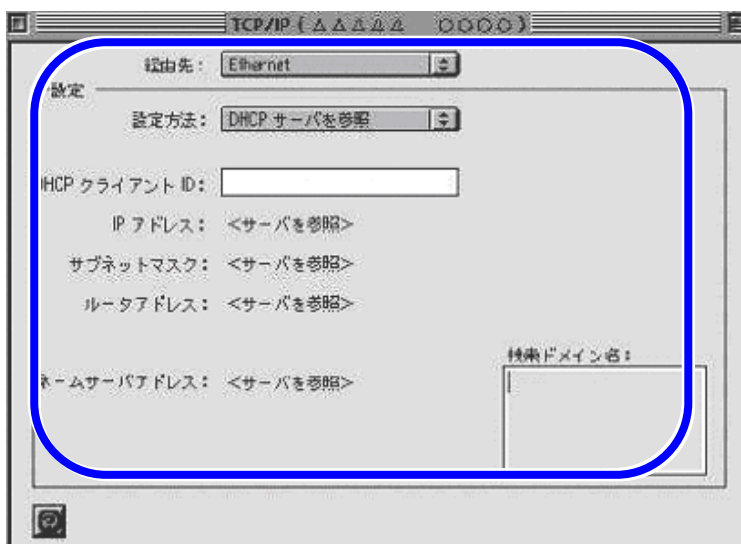 TCP/IP ( △△△△△ ○○○○ )
経由先： Ethernet
設定
設定方法： DHCP サーバを参照
DHCP クライアント ID：
IP アドレス： <サーバを参照>
サブネットマスク： <サーバを参照>
ルータアドレス： <サーバを参照>
検索ドメイン名：
ネームサーバアドレス： <サーバを参照>